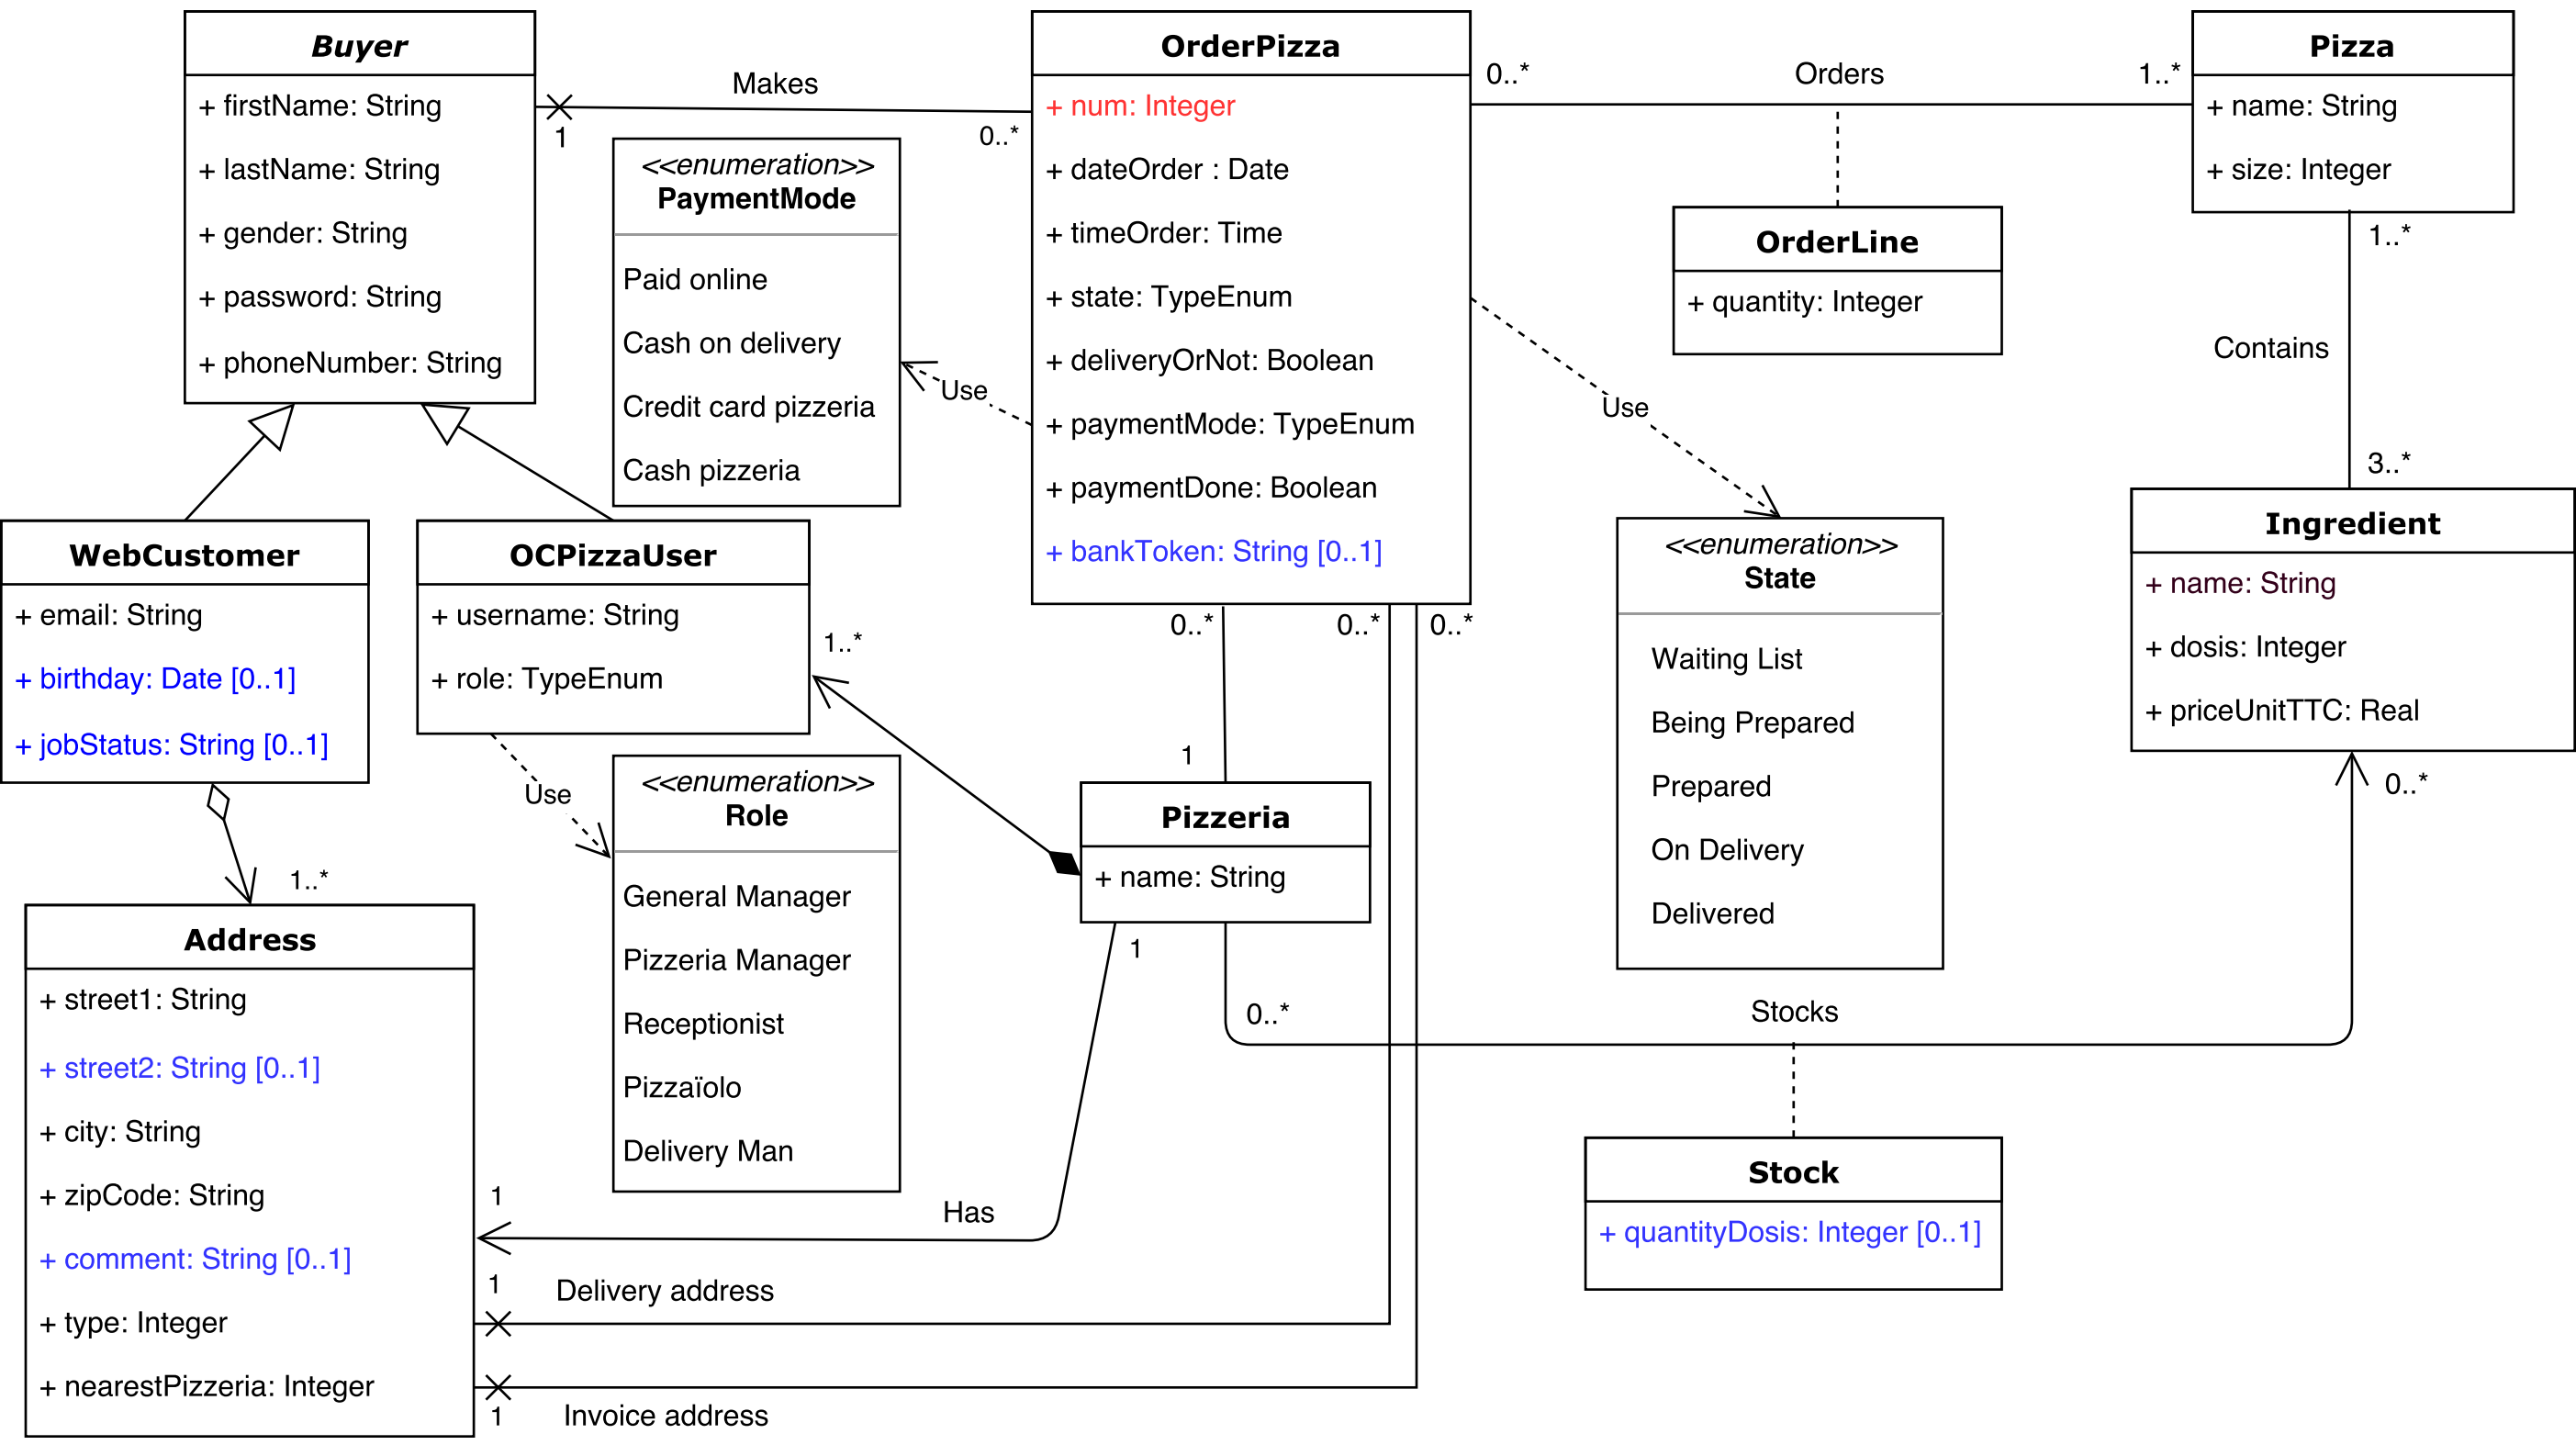 Buyer
+ firstName: String
+ lastName: String
+ gender: String
+ password: String
+ phoneNumber: String
Makes
1
0..*
<<enumeration>>
PaymentMode
Paid online
Cash on delivery
Credit card pizzeria
Cash pizzeria
Use
OrderPizza
+ num: Integer
+ dateOrder : Date
+ timeOrder: Time
+ state: TypeEnum
+ deliveryOrNot: Boolean
+ paymentMode: TypeEnum
+ paymentDone: Boolean
+ bankToken: String [0..1]
0..*
Orders
1..*
OrderLine
+ quantity: Integer
Pizza
+ name: String
+ size: Integer
1..*
Contains
3..*
Use
<<enumeration>>
State
Waiting List
Being Prepared
Prepared
On Delivery
Delivered
Ingredient
+ name: String
+ dosis: Integer
+ priceUnitTTC: Real
0..*
WebCustomer
+ email: String
+ birthday: Date [0..1]
+ jobStatus: String [0..1]
1..*
OCPizzaUser
+ username: String
+ role: TypeEnum
1..*
Use
<<enumeration>>
Role
General Manager
Pizzeria Manager
Receptionist
Pizzaïolo
Delivery Man
0..*
0..*
0..*
1
Pizzeria
+ name: String
1
0..*
Stocks
Stock
+ quantityDosis: Integer [0..1]
Address
+ street1: String
+ street2: String [0..1]
+ city: String
+ zipCode: String
+ comment: String [0..1]
+ type: Integer
+ nearestPizzeria: Integer
1
Has
1
Delivery address
1
Invoice address